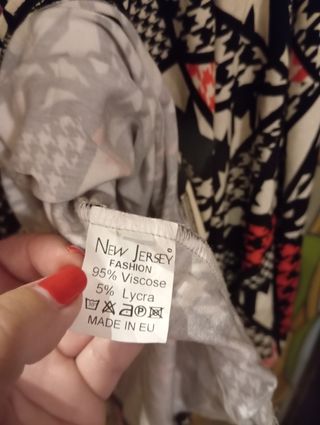 NEW JERSEY
FASHION
95% Viscose
5% Lycra
MADE IN EU